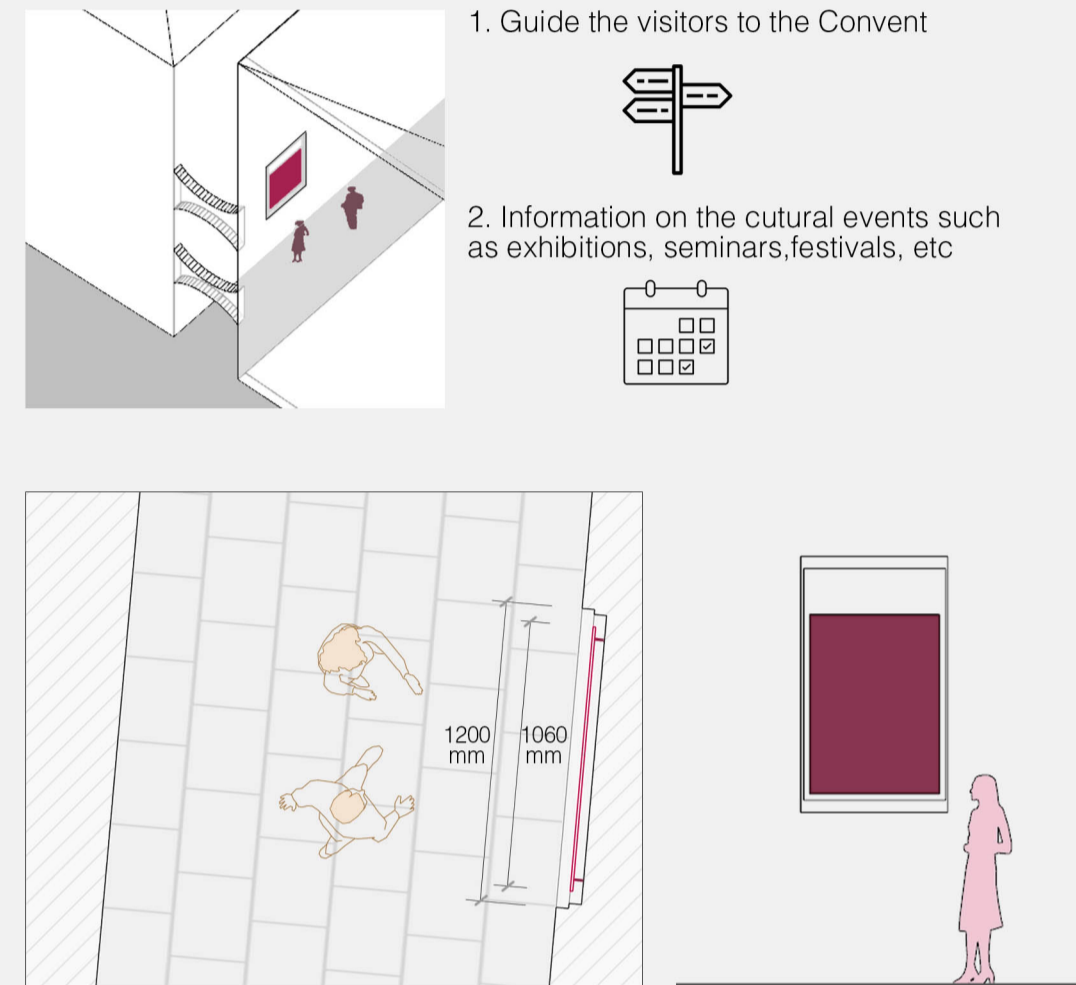 1. Guide the visitors to the Convent
2. Information on the cutural events such
as exhibitions, seminars,festivals, etc
1200
mm
1060
mm